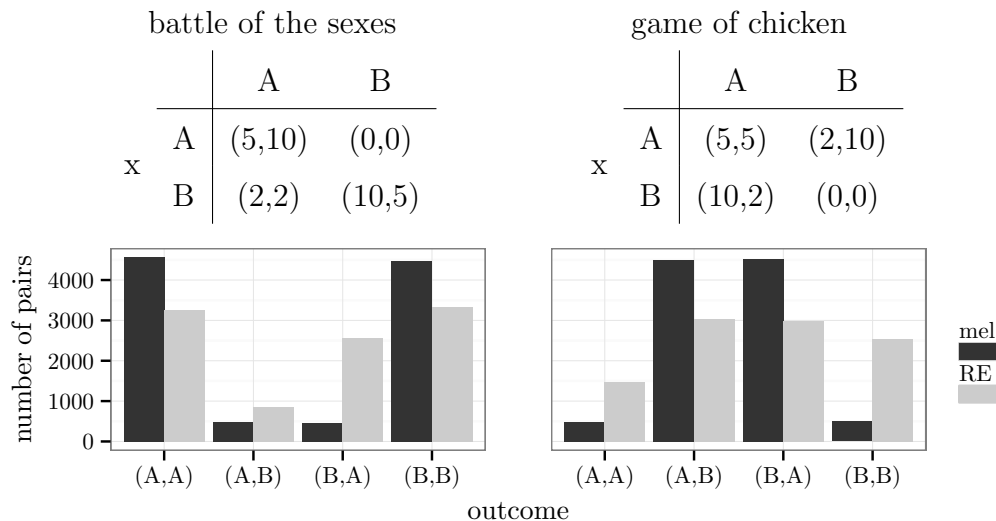 battle of the sexes
A B
x
A (5,10) (0,0)
B (2,2) (10,5)
game of chicken
A B
x
A (5,5) (2,10)
B (10,2) (0,0)
number of pairs
4000
3000
2000
1000
0
(A,A) (A,B) (B,A) (B,B)
(A,A) (A,B) (B,A) (B,B)
outcome
mel
RE